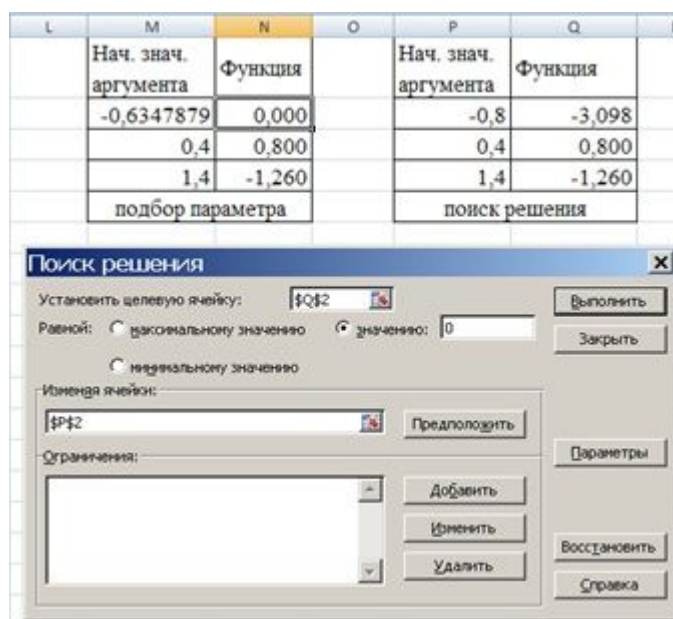 L M N O P Q
Нач. знач. аргумента Функция Нач. знач. аргумента Функция
-0,6347879 0,000 -0,8 -3,098
0,4 0,800 0,4 0,800
1,4 -1,260 1,4 -1,260
подбор параметра поиск решения
Поиск решения
Установить целевую ячейку: $Q$2 Выполнить
Равной: максимальному значению значению: 0 Закрыть
минимальному значению
Изменяя ячейки:
$P$2 Предположить
Ограничения: Параметры
Добавить
Изменить
Восстановить
Удалить
Справка